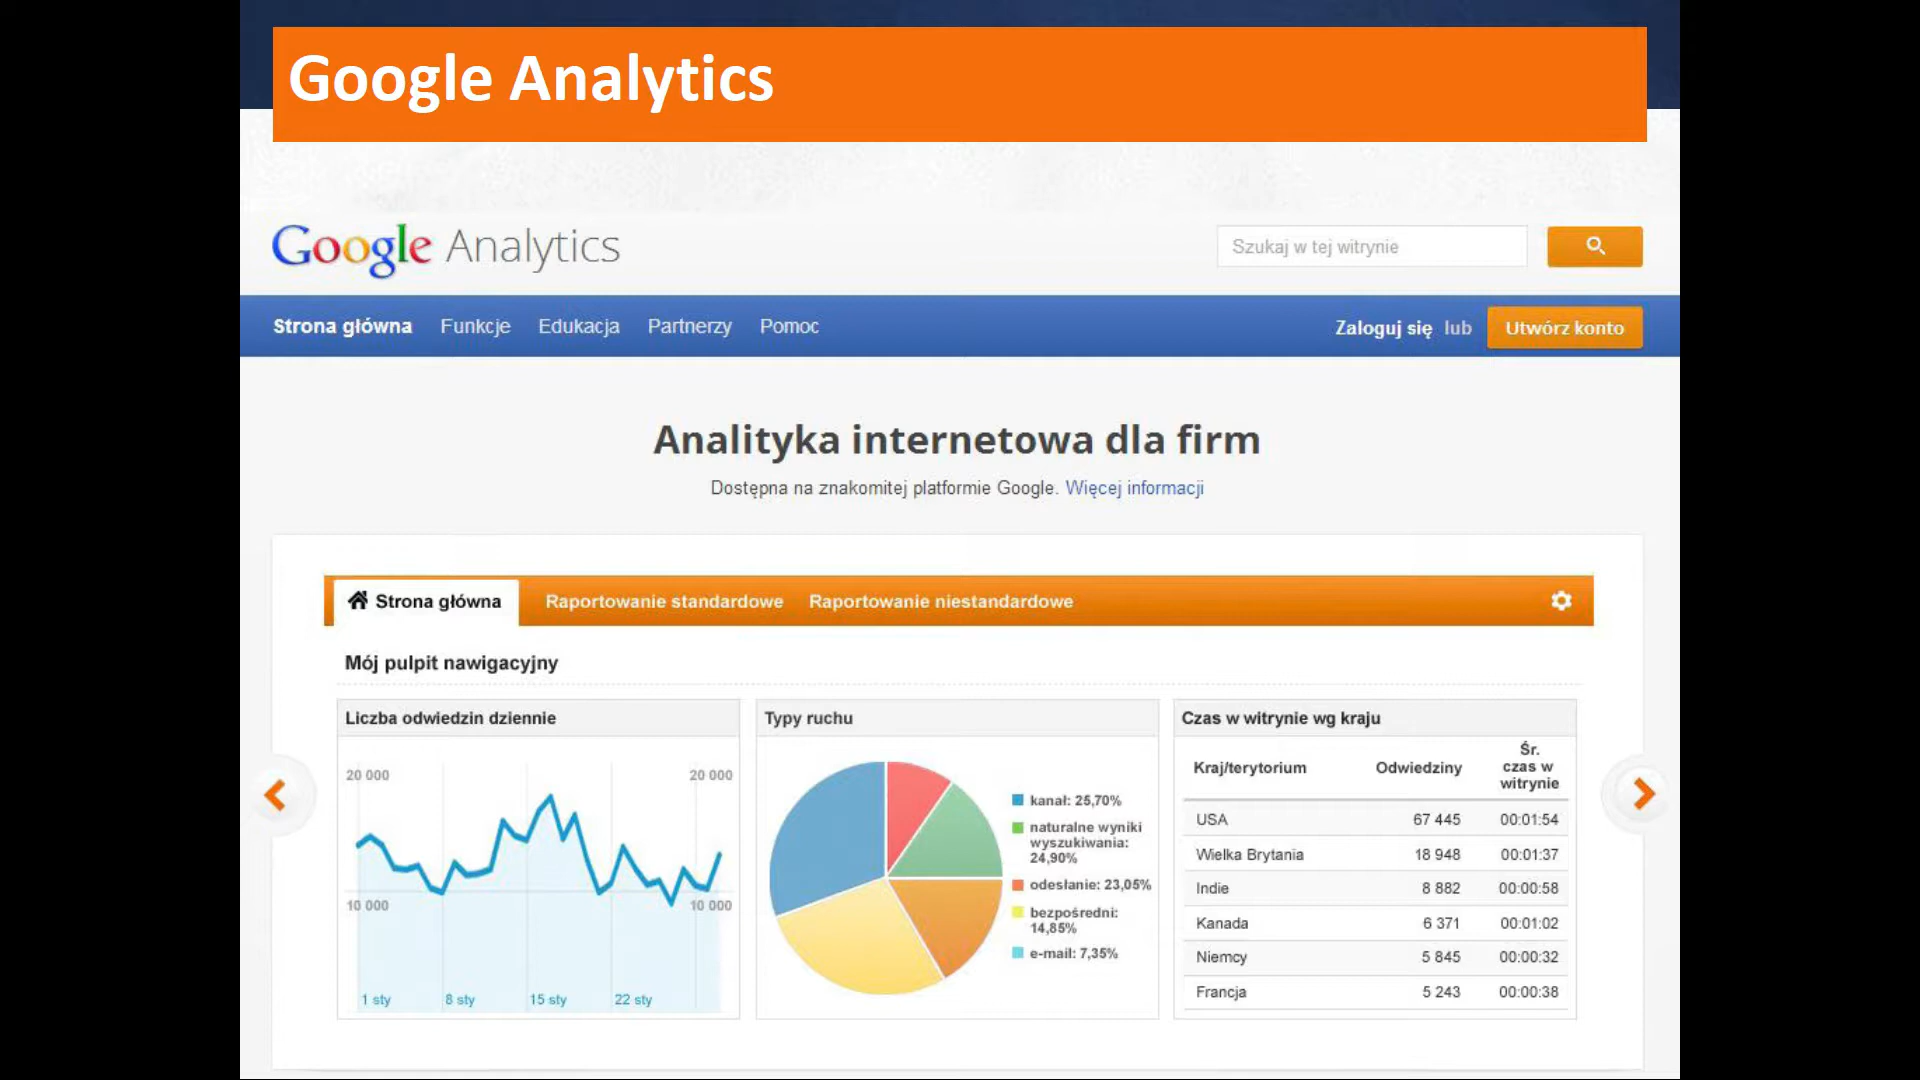 Google Analytics
Google Analytics
Szukaj w tej witrynie
Strona główna Funkcje Edukacja Partnerzy Pomoc Zaloguj się lub Utwórz konto
Analityka internetowa dla firm
Dostępna na znakomitej platformie Google. Więcej informacji
Strona główna Raportowanie standardowe Raportowanie niestandardowe
Mój pulpit nawigacyjny
Liczba odwiedzin dziennie
20 000 20 000
10 000 10 000
1 sty 8 sty 15 sty 22 sty
Typy ruchu
kanał: 25,70%
naturalne wyniki
wyszukiwania:
24,90%
odesłanie: 23,05%
bezpośredni:
14,85%
e-mail: 7,35%
Czas w witrynie wg kraju
Kraj/terytorium Odwiedziny Śr.
czas w
witrynie
USA 67 445 00:01:54
Wielka Brytania 18 948 00:01:37
Indie 8 882 00:00:58
Kanada 6 371 00:01:02
Niemcy 5 845 00:00:32
Francja 5 243 00:00:38